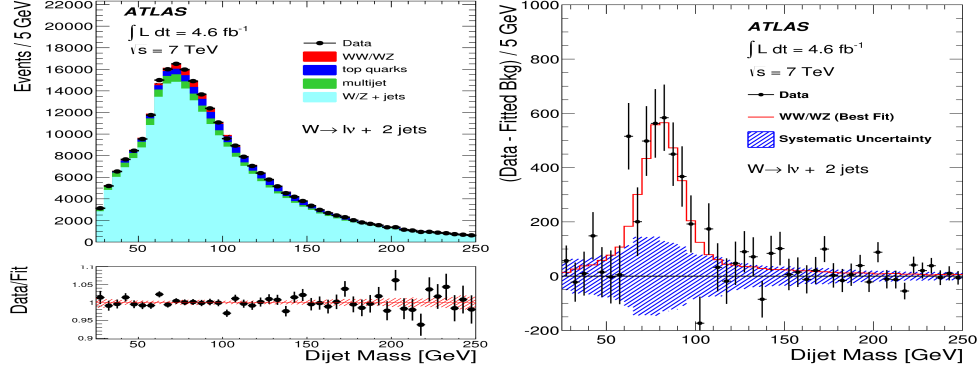 ATLAS
∫ L dt = 4.6 fb⁻¹
√s = 7 TeV
Data
WW/WZ
top quarks
multijet
W/Z + jets
W→ lν + 2 jets
Events / 5 GeV
22000
20000
18000
16000
14000
12000
10000
8000
6000
4000
2000
0
50
100
150
200
250
Data/Fit
1.1
1.05
1
0.95
0.9
50
100
150
200
250
Dijet Mass [GeV]
ATLAS
∫ L dt = 4.6 fb⁻¹
√s = 7 TeV
Data
WW/WZ (Best Fit)
Systematic Uncertainty
W→ lν + 2 jets
(Data - Fitted Bkg) / 5 GeV
1000
800
600
400
200
0
-200
50
100
150
200
250
Dijet Mass [GeV]